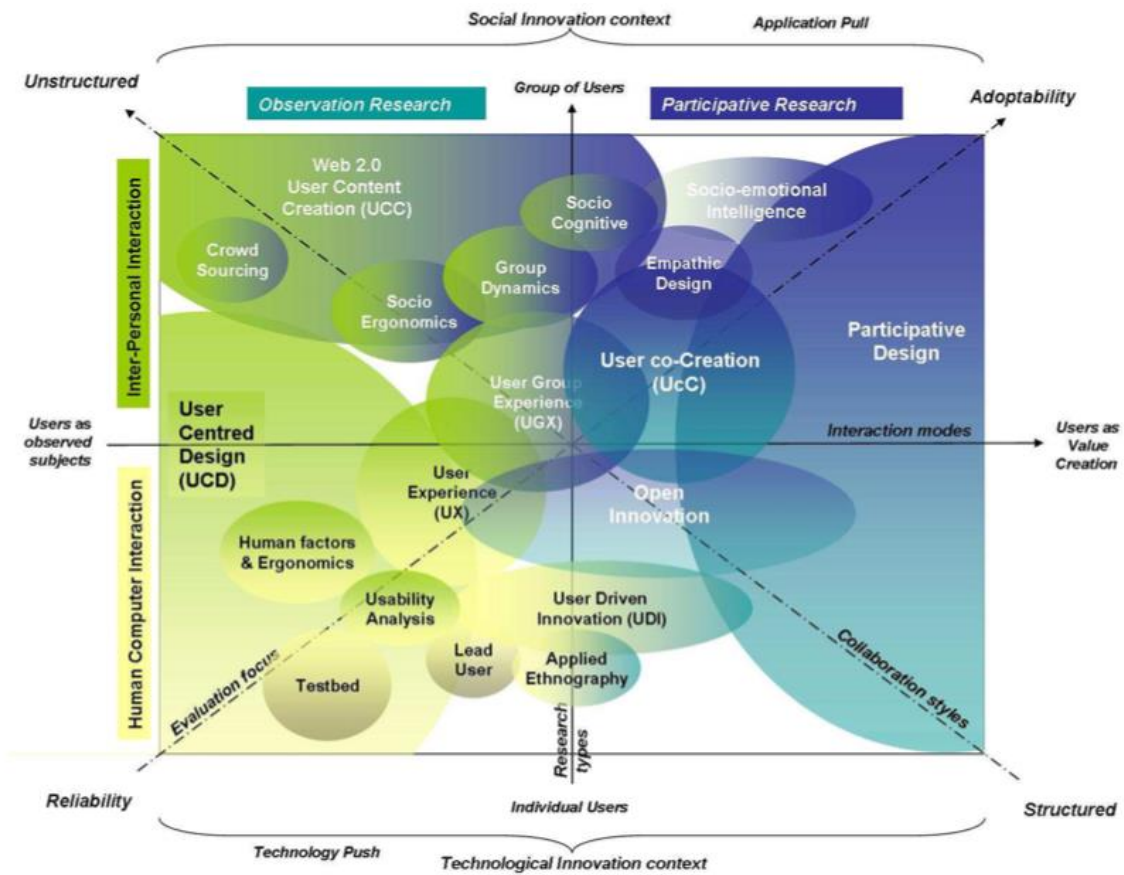 Social Innovation context
Application Pull
Unstructured
Observation Research
Group of Users
Participative Research
Adoptability
Web 2.0
User Content
Creation (UCC)
Socio
Cognitive
Socio-emotional
Intelligence
Crowd
Sourcing
Group
Dynamics
Empathic
Design
Socio
Ergonomics
Inter-Personal Interaction
Participative
Design
User co-Creation
(UcC)
User Group
Experience
(UGX)
User
Centred
Design
(UCD)
Users as
observed
subjects
Interaction modes
Users as
Value
Creation
User
Experience
(UX)
Open
Innovation
Human factors
& Ergonomics
Human Computer Interaction
Usability
Analysis
User Driven
Innovation (UDI)
Lead
User
Applied
Ethnography
Testbed
Evaluation focus
Collaboration styles
Research
types
Reliability
Individual Users
Structured
Technology Push
Technological Innovation context